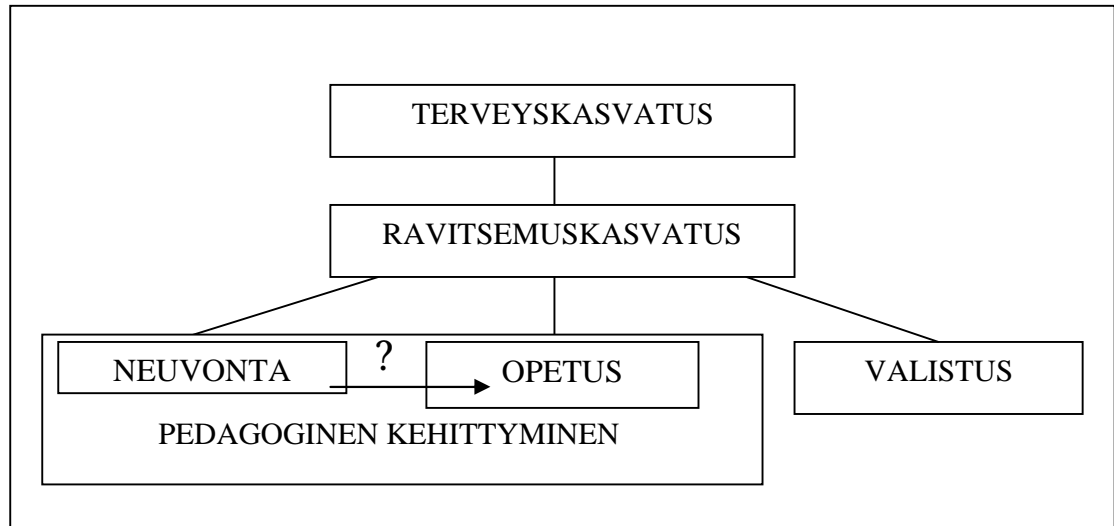 TERVEYSKASVATUS
RAVITSEMUSKASVATUS
NEUVONTA
?
OPETUS
VALISTUS
PEDAGOGINEN KEHITTYMINEN